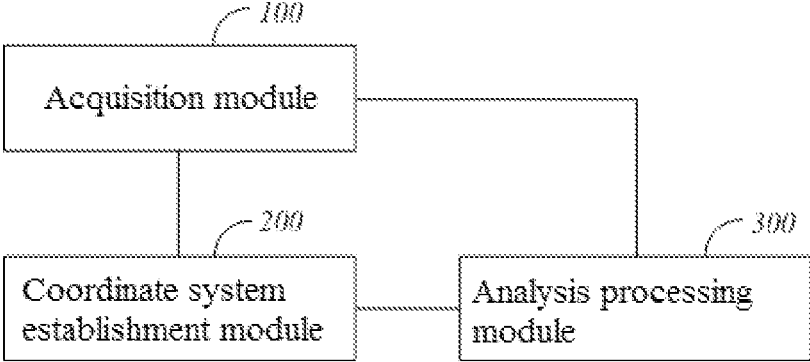 100
Acquisition module
200
Coordinate system
establishment module
300
Analysis processing
module